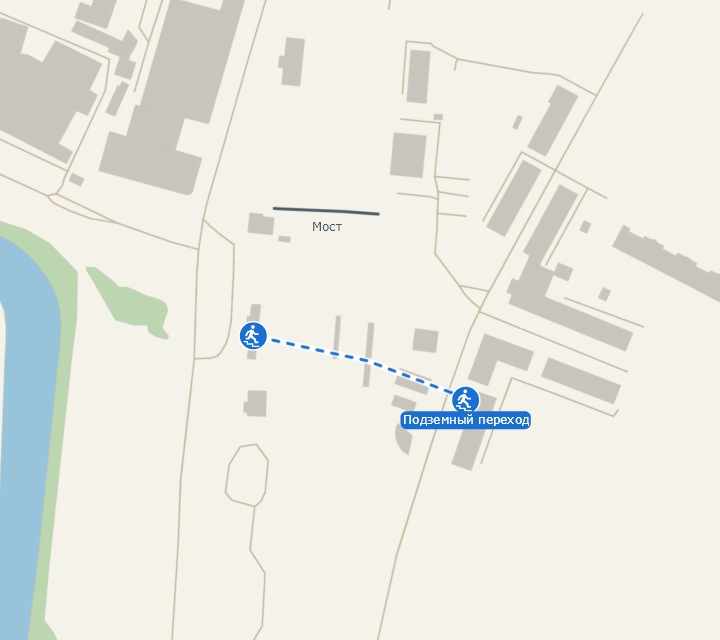 Мост
Подземный переход